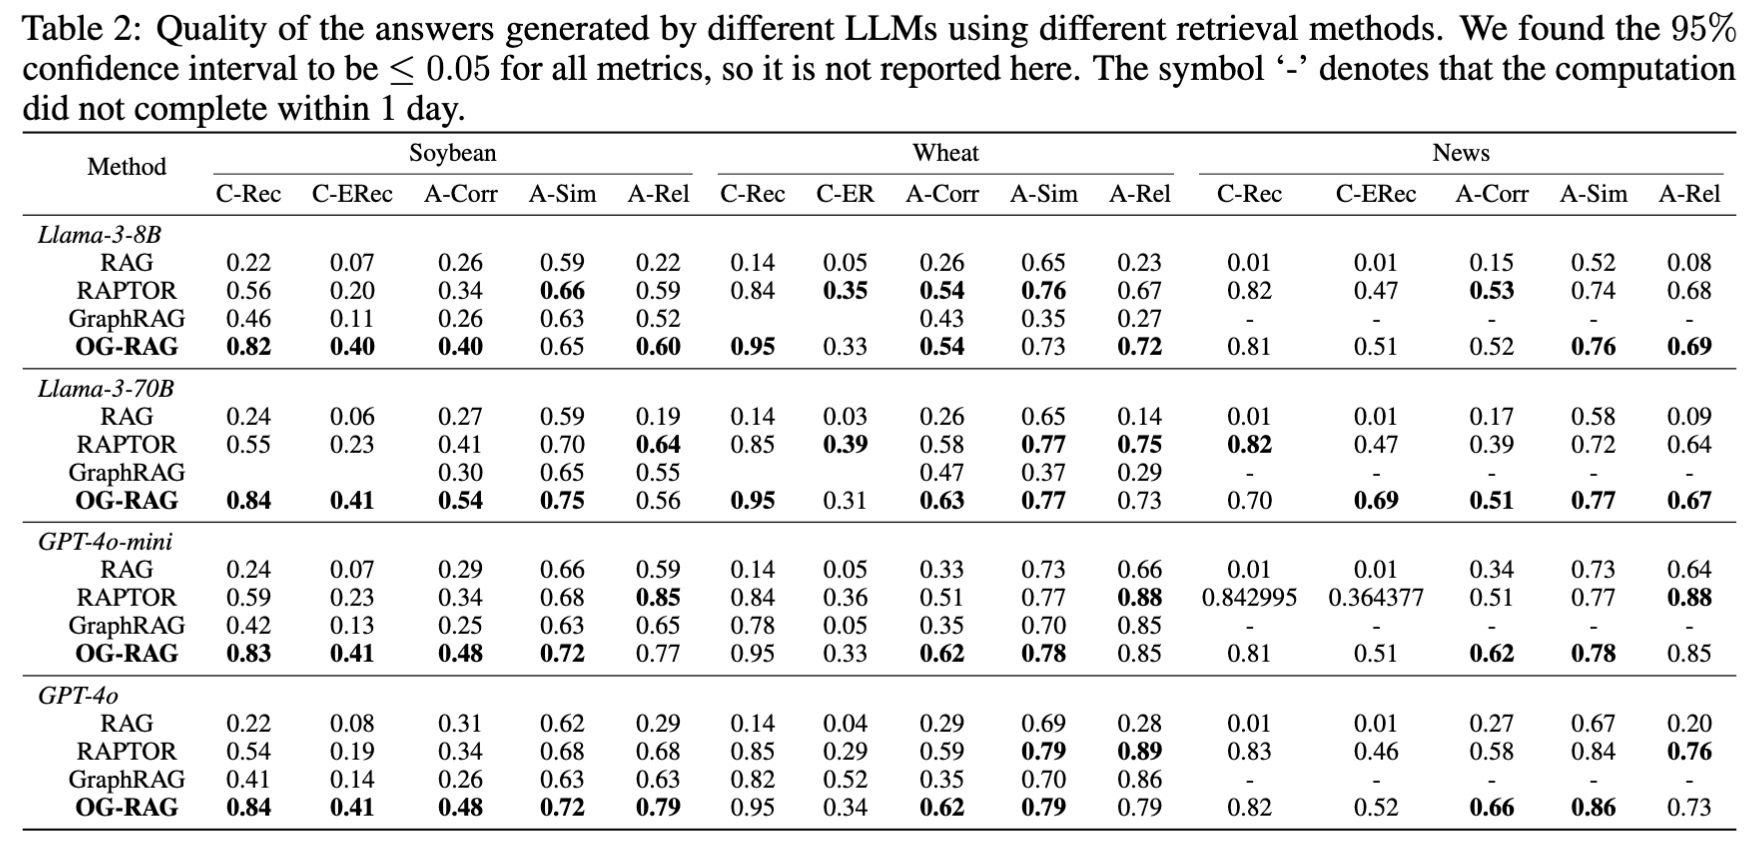 Table 2: Quality of the answers generated by different LLMs using different retrieval methods. We found the 95%
confidence interval to be ≤ 0.05 for all metrics, so it is not reported here. The symbol ‘-’ denotes that the computation
did not complete within 1 day.
Method Soybean Wheat News
C-Rec C-ERec A-Corr A-Sim A-Rel C-Rec C-ER A-Corr A-Sim A-Rel C-Rec C-ERec A-Corr A-Sim A-Rel
Llama-3-8B
RAG 0.22 0.07 0.26 0.59 0.22 0.14 0.05 0.26 0.65 0.23 0.01 0.01 0.15 0.52 0.08
RAPTOR 0.56 0.20 0.34 0.66 0.59 0.84 0.35 0.54 0.76 0.67 0.82 0.47 0.53 0.74 0.68
GraphRAG 0.46 0.11 0.26 0.63 0.52 0.43 0.35 0.27 - - - - -
OG-RAG 0.82 0.40 0.40 0.65 0.60 0.95 0.33 0.54 0.73 0.72 0.81 0.51 0.52 0.76 0.69
Llama-3-70B
RAG 0.24 0.06 0.27 0.59 0.19 0.14 0.03 0.26 0.65 0.14 0.01 0.01 0.17 0.58 0.09
RAPTOR 0.55 0.23 0.41 0.70 0.64 0.85 0.39 0.58 0.77 0.75 0.82 0.47 0.39 0.72 0.64
GraphRAG 0.30 0.65 0.55 0.47 0.37 0.29 - - - - -
OG-RAG 0.84 0.41 0.54 0.75 0.56 0.95 0.31 0.63 0.77 0.73 0.70 0.69 0.51 0.77 0.67
GPT-4o-mini
RAG 0.24 0.07 0.29 0.66 0.59 0.14 0.05 0.33 0.73 0.66 0.01 0.01 0.34 0.73 0.64
RAPTOR 0.59 0.23 0.34 0.68 0.85 0.84 0.36 0.51 0.77 0.88 0.842995 0.364377 0.51 0.77 0.88
GraphRAG 0.42 0.13 0.25 0.63 0.65 0.78 0.05 0.35 0.70 0.85 - - - - -
OG-RAG 0.83 0.41 0.48 0.72 0.77 0.95 0.33 0.62 0.78 0.85 0.81 0.51 0.62 0.78 0.85
GPT-4o
RAG 0.22 0.08 0.31 0.62 0.29 0.14 0.04 0.29 0.69 0.28 0.01 0.01 0.27 0.67 0.20
RAPTOR 0.54 0.19 0.34 0.68 0.68 0.85 0.29 0.59 0.79 0.89 0.83 0.46 0.58 0.84 0.76
GraphRAG 0.41 0.14 0.26 0.63 0.63 0.82 0.52 0.35 0.70 0.86 - - - - -
OG-RAG 0.84 0.41 0.48 0.72 0.79 0.95 0.34 0.62 0.79 0.79 0.82 0.52 0.66 0.86 0.73